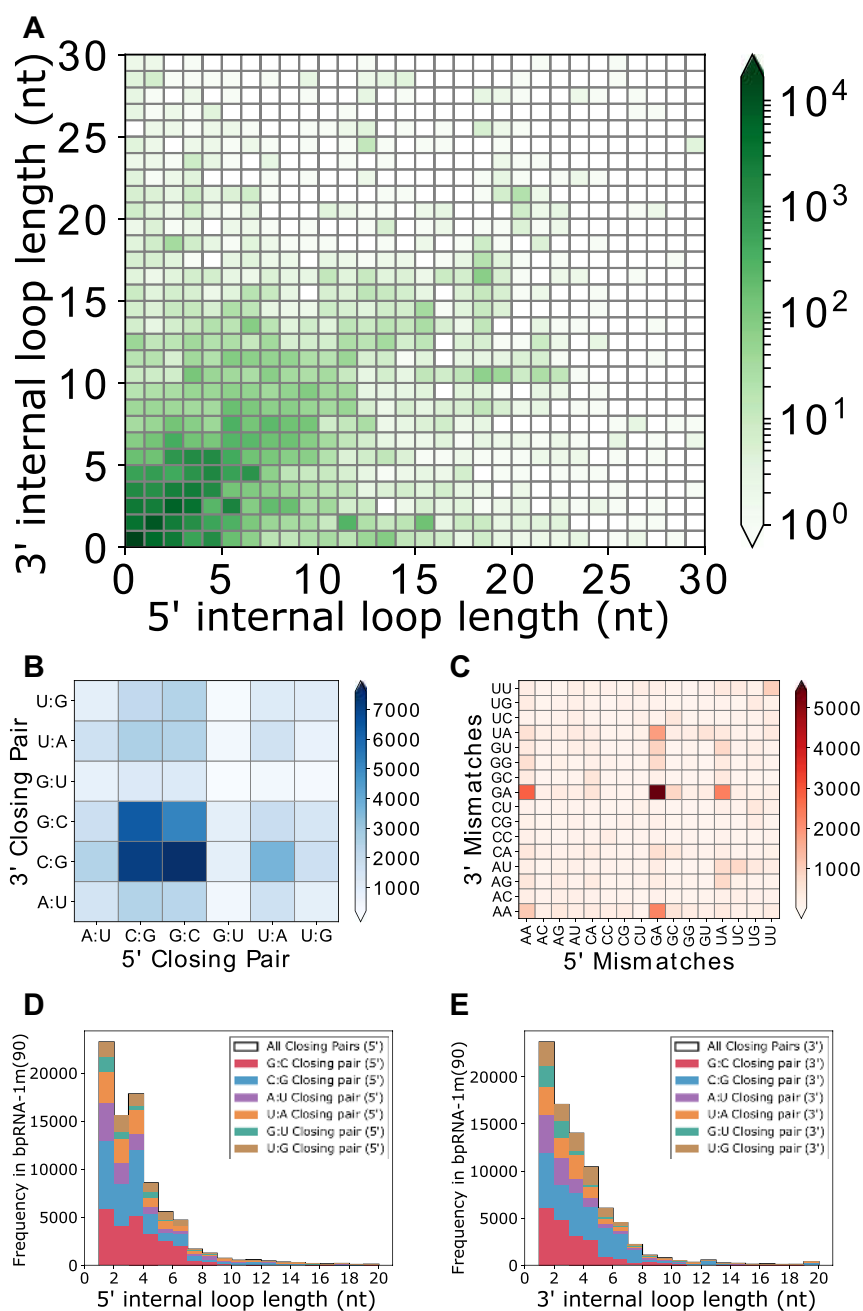 A
30
25
20
15
10
5
0
3' internal loop length (nt)
0 5 10 15 20 25 30
5' internal loop length (nt)
10^4
10^3
10^2
10^1
10^0
B
U:G
U:A
G:U
G:C
C:G
A:U
3' Closing Pair
A:U C:G G:C G:U U:A U:G
5' Closing Pair
7000
6000
5000
4000
3000
2000
1000
C
UU
UG
UC
UA
GU
GG
GC
GA
CU
CG
CC
CA
AU
AG
AC
AA
3' Mismatches
AA AC AG AU CA CC CG CU GA GC GG GU UA UC UG UU
5' Mismatches
5000
4000
3000
2000
1000
D
Frequency in bpRNA-1m(90)
20000
15000
10000
5000
0
All Closing Pairs (5')
G:C Closing pair (5')
C:G Closing pair (5')
A:U Closing pair (5')
U:A Closing pair (5')
G:U Closing pair (5')
U:G Closing pair (5')
0 2 4 6 8 10 12 14 16 18 20
5' internal loop length (nt)
E
Frequency in bpRNA-1m(90)
20000
15000
10000
5000
0
All Closing Pairs (3')
G:C Closing pair (3')
C:G Closing pair (3')
A:U Closing pair (3')
U:A Closing pair (3')
G:U Closing pair (3')
U:G Closing pair (3')
0 2 4 6 8 10 12 14 16 18 20
3' internal loop length (nt)